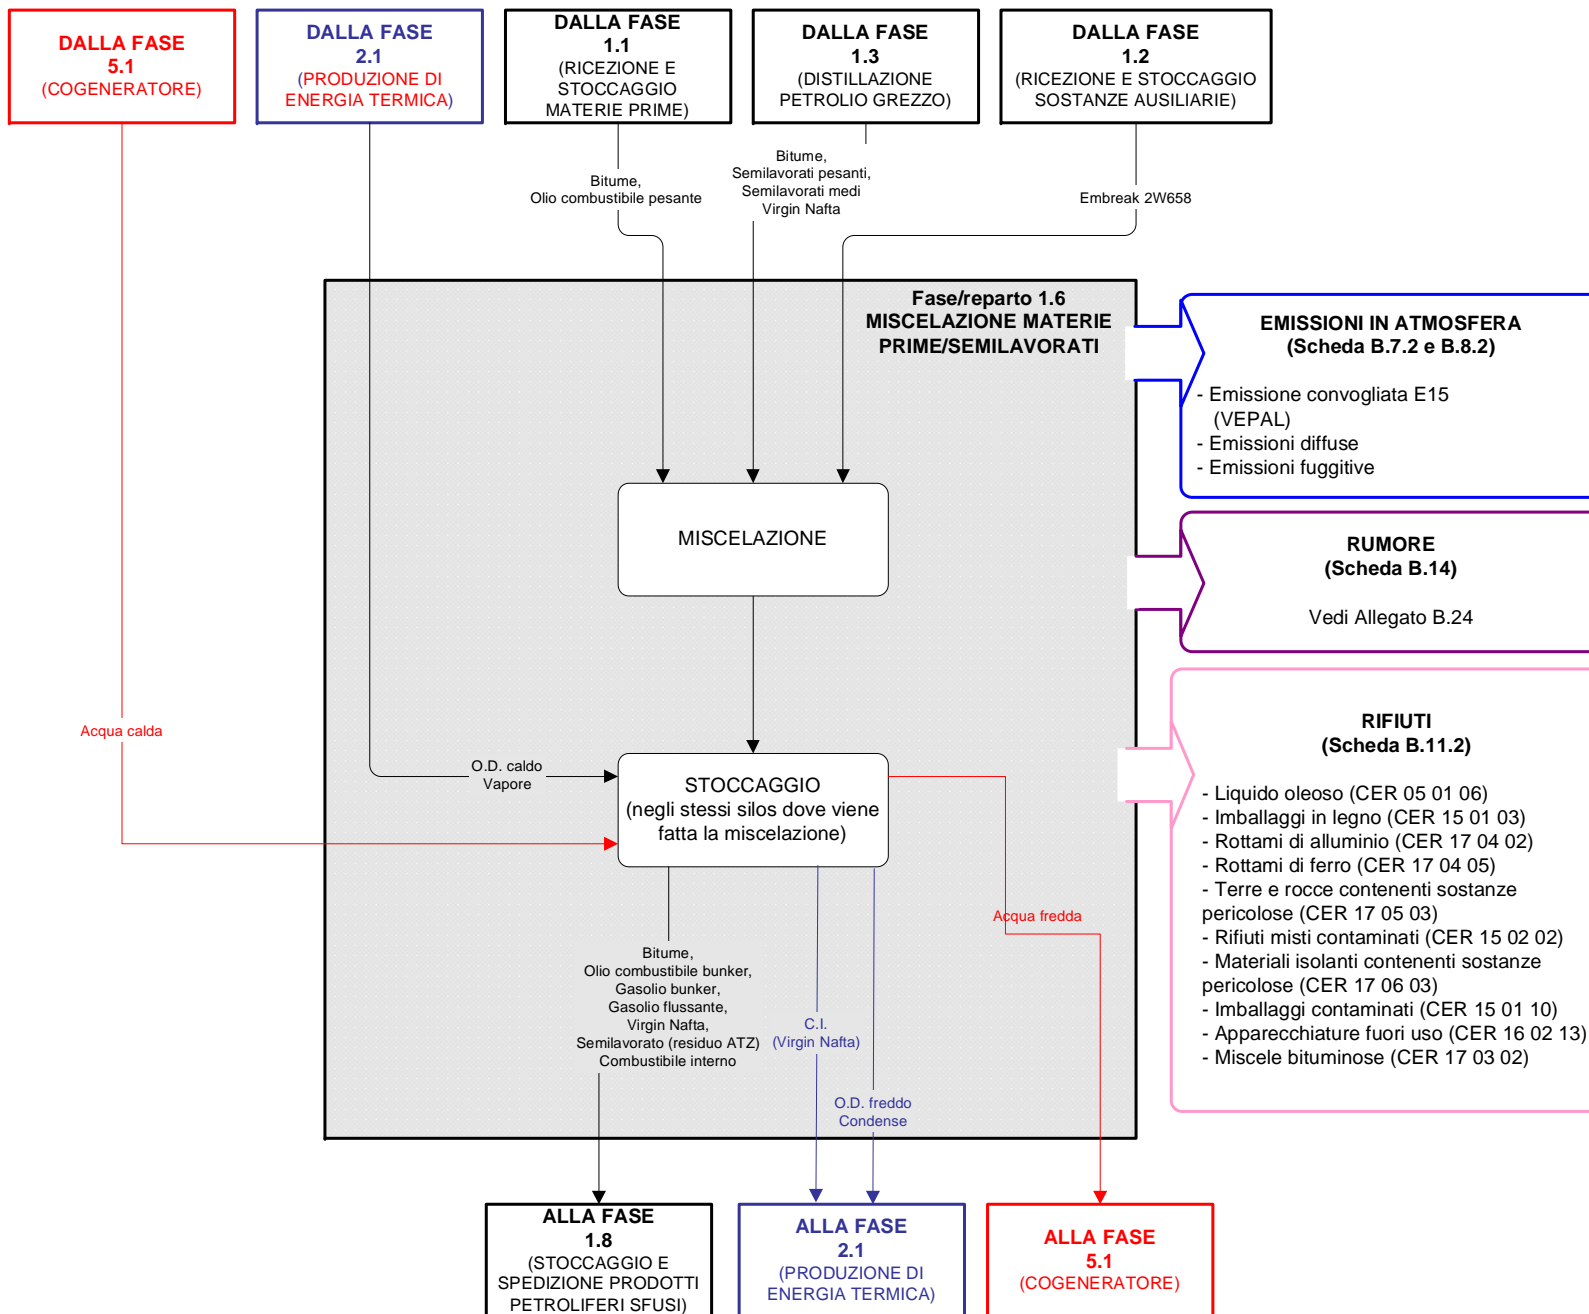 DALLA FASE
5.1
(COGENERATORE)
DALLA FASE
2.1
(PRODUZIONE DI
ENERGIA TERMICA)
DALLA FASE
1.1
(RICEZIONE E
STOCCAGGIO
MATERIE PRIME)
DALLA FASE
1.3
(DISTILLAZIONE
PETROLIO GREZZO)
DALLA FASE
1.2
(RICEZIONE E STOCCAGGIO
SOSTANZE AUSILIARIE)
Bitume,
Olio combustibile pesante
Bitume,
Semilavorati pesanti,
Semilavorati medi
Virgin Nafta
Embreak 2W658
Fase/reparto 1.6
MISCELAZIONE MATERIE
PRIME/SEMILAVORATI
EMISSIONI IN ATMOSFERA
(Scheda B.7.2 e B.8.2)
- Emissione convogliata E15
(VEPAL)
- Emissioni diffuse
- Emissioni fuggitive
MISCELAZIONE
RUMORE
(Scheda B.14)
Vedi Allegato B.24
Acqua calda
O.D. caldo
Vapore
STOCCAGGIO
(negli stessi silos dove viene
fatta la miscelazione)
RIFIUTI
(Scheda B.11.2)
- Liquido oleoso (CER 05 01 06)
- Imballaggi in legno (CER 15 01 03)
- Rottami di alluminio (CER 17 04 02)
- Rottami di ferro (CER 17 04 05)
- Terre e rocce contenenti sostanze
pericolose (CER 17 05 03)
- Rifiuti misti contaminati (CER 15 02 02)
- Materiali isolanti contenenti sostanze
pericolose (CER 17 06 03)
- Imballaggi contaminati (CER 15 01 10)
- Apparecchiature fuori uso (CER 16 02 13)
- Miscele bituminose (CER 17 03 02)
Acqua fredda
Bitume,
Olio combustibile bunker,
Gasolio bunker,
Gasolio flussante,
Virgin Nafta,
Semilavorato (residuo ATZ)
Combustibile interno
C.I.
(Virgin Nafta)
O.D. freddo
Condense
ALLA FASE
1.8
(STOCCAGGIO E
SPEDIZIONE PRODOTTI
PETROLIFERI SFUSI)
ALLA FASE
2.1
(PRODUZIONE DI
ENERGIA TERMICA)
ALLA FASE
5.1
(COGENERATORE)